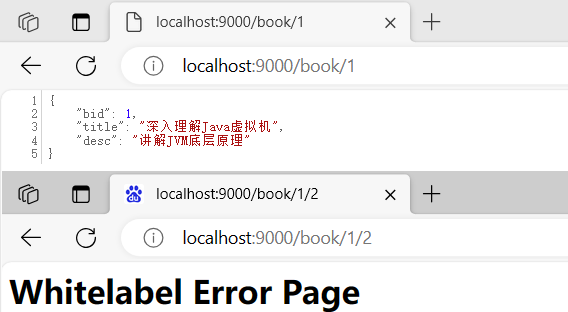 localhost:9000/book/1
localhost:9000/book/1
1 {
2 "bid": 1,
3 "title": "深入理解Java虚拟机",
4 "desc": "讲解JVM底层原理"
5 }
du localhost:9000/book/1/2
localhost:9000/book/1/2
Whitelabel Error Page